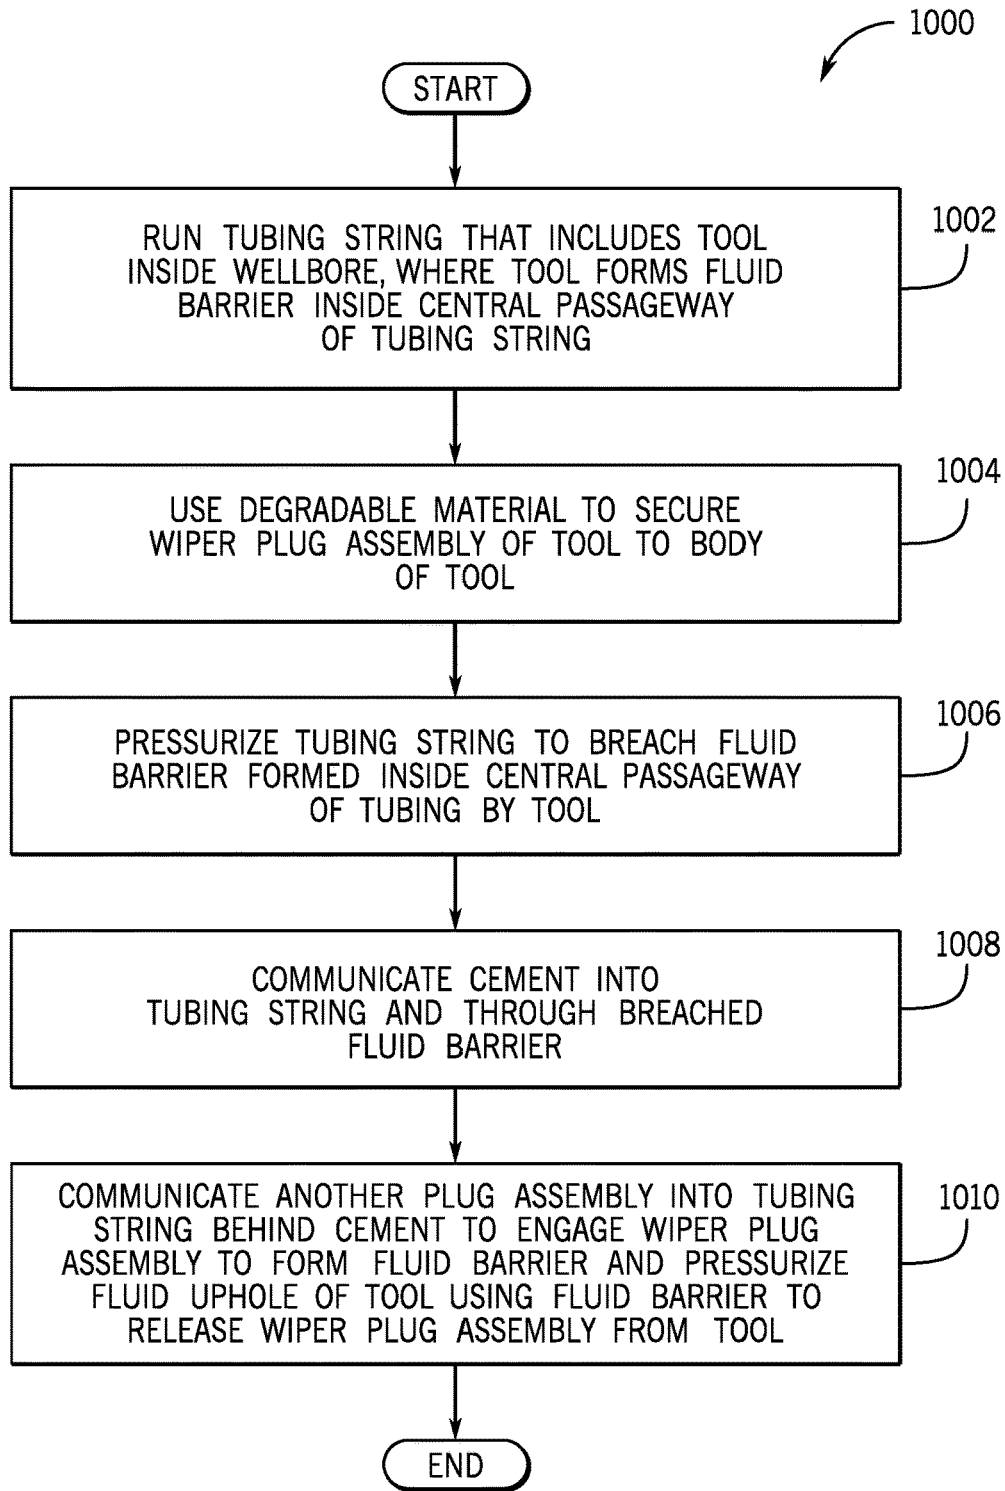 1000
START
RUN TUBING STRING THAT INCLUDES TOOL
INSIDE WELLBORE, WHERE TOOL FORMS FLUID
BARRIER INSIDE CENTRAL PASSAGEWAY
OF TUBING STRING
1002
USE DEGRADABLE MATERIAL TO SECURE
WIPER PLUG ASSEMBLY OF TOOL TO BODY
OF TOOL
1004
PRESSURIZE TUBING STRING TO BREACH FLUID
BARRIER FORMED INSIDE CENTRAL PASSAGEWAY
OF TUBING BY TOOL
1006
COMMUNICATE CEMENT INTO
TUBING STRING AND THROUGH BREACHED
FLUID BARRIER
1008
COMMUNICATE ANOTHER PLUG ASSEMBLY INTO TUBING
STRING BEHIND CEMENT TO ENGAGE WIPER PLUG
ASSEMBLY TO FORM FLUID BARRIER AND PRESSURIZE
FLUID UPHOLE OF TOOL USING FLUID BARRIER TO
RELEASE WIPER PLUG ASSEMBLY FROM TOOL
1010
END